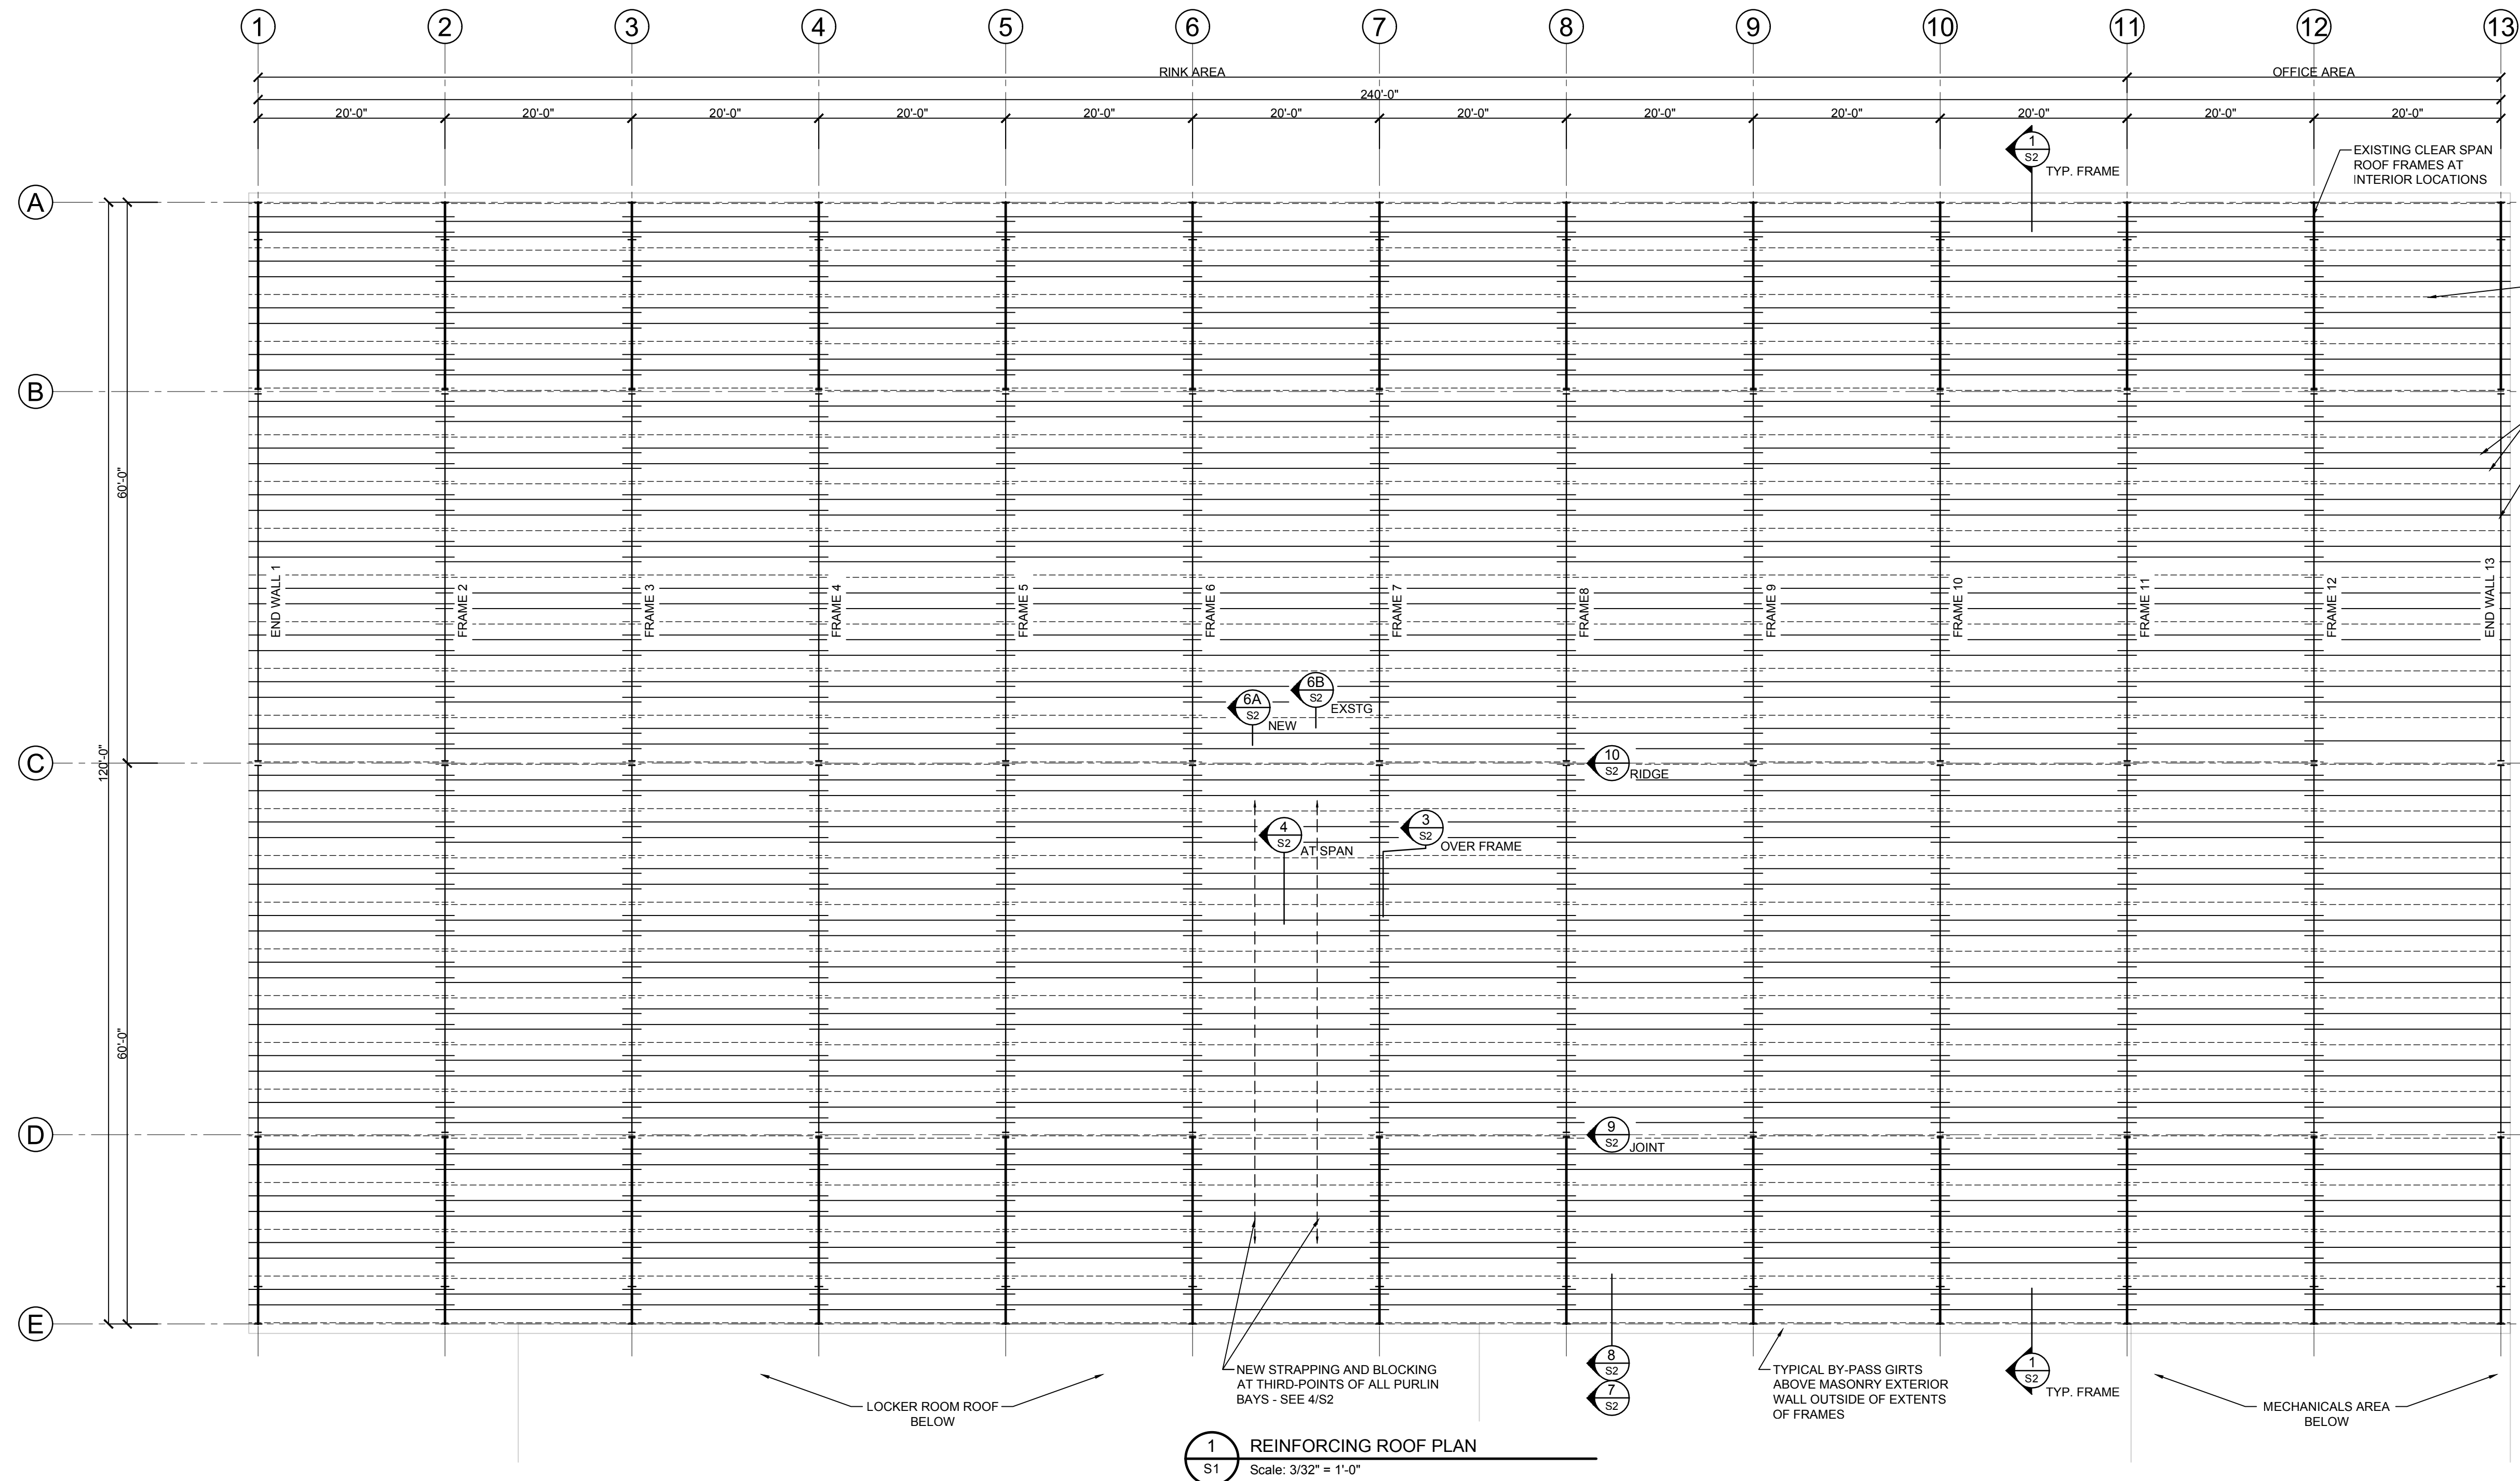 1 2 3 4 5 6 7 8 9 10 11 12 13
RINK AREA
OFFICE AREA
240'-0"
20'-0" 20'-0" 20'-0" 20'-0" 20'-0" 20'-0" 20'-0" 20'-0" 20'-0" 20'-0" 20'-0" 20'-0"
1
S2
TYP. FRAME
EXISTING CLEAR SPAN
ROOF FRAMES AT
INTERIOR LOCATIONS
A
B
60'-0"
END WALL 1
FRAME 2
FRAME 3
FRAME 4
FRAME 5
FRAME 6
FRAME 7
FRAME8
FRAME 9
FRAME 10
FRAME 11
FRAME 12
END WALL 13
6A
S2
NEW
6B
S2
EXSTG
C
120'-0"
10
S2
RIDGE
4
S2
AT SPAN
3
S2
OVER FRAME
60'-0"
D
9
S2
JOINT
E
LOCKER ROOM ROOF
BELOW
NEW STRAPPING AND BLOCKING
AT THIRD-POINTS OF ALL PURLIN
BAYS - SEE 4/S2
8
S2
7
S2
TYPICAL BY-PASS GIRTS
ABOVE MASONRY EXTERIOR
WALL OUTSIDE OF EXTENTS
OF FRAMES
1
S2
TYP. FRAME
MECHANICALS AREA
BELOW
1
S1
REINFORCING ROOF PLAN
Scale: 3/32" = 1'-0"